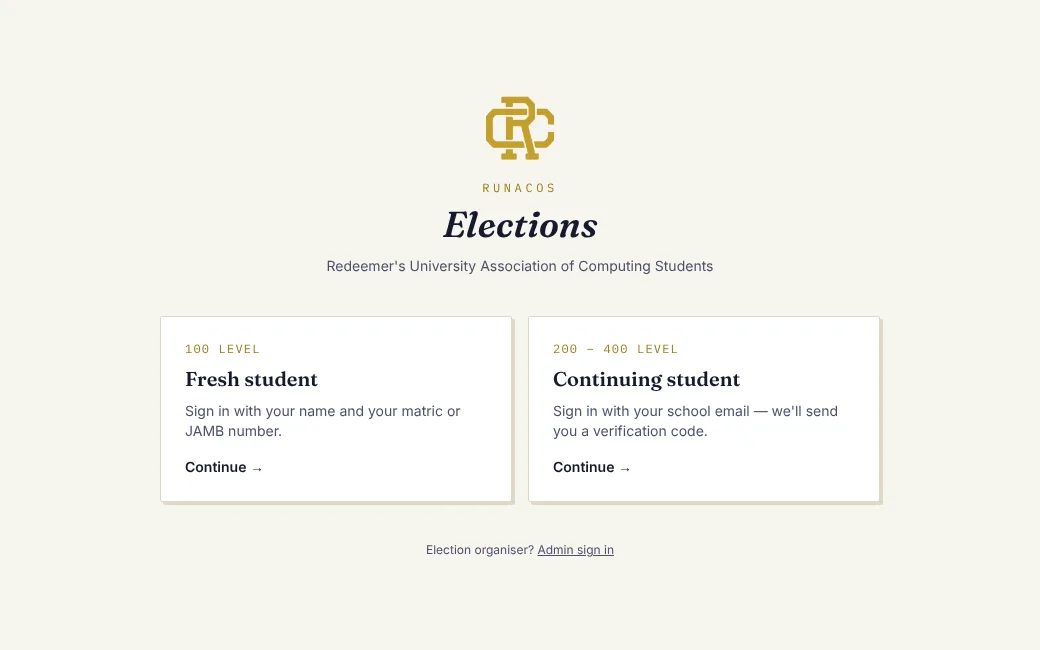 RUNACOS
Elections
Redeemer's University Association of Computing Students
100 LEVEL
Fresh student
Sign in with your name and your matric or
JAMB number.
Continue →
200 – 400 LEVEL
Continuing student
Sign in with your school email — we'll send
you a verification code.
Continue →
Election organiser? Admin sign in